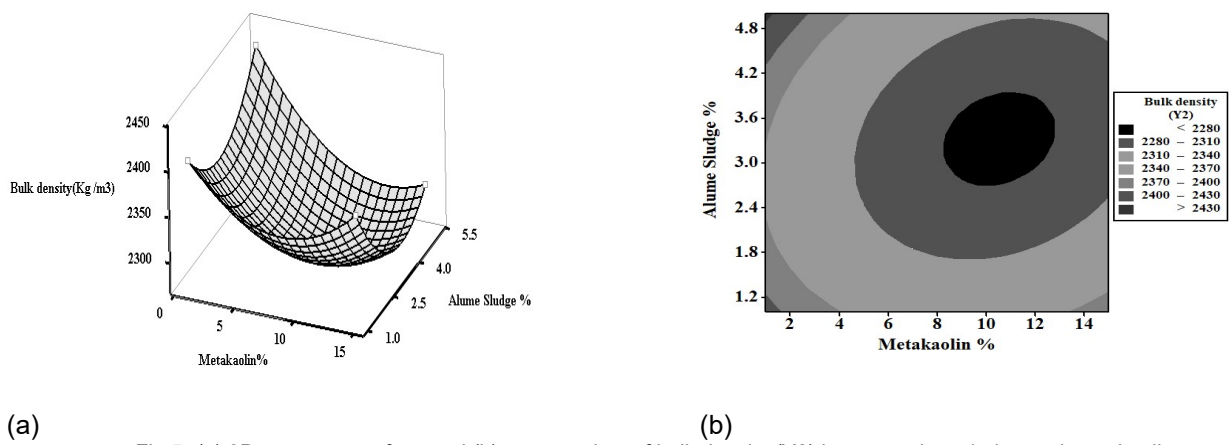 2450
2400
2350
2300
Bulk density(Kg/m3)
0
5
10
15
Metakaolin%
1.0
2.5
4.0
5.5
Alume Sludge %
4.8
4.2
3.6
3.0
2.4
1.8
1.2
Alume Sludge %
2 4 6 8 10 12 14
Metakaolin %
Bulk density
(Y2)
< 2280
2280 – 2310
2310 – 2340
2340 – 2370
2370 – 2400
2400 – 2430
> 2430
(a) (b)